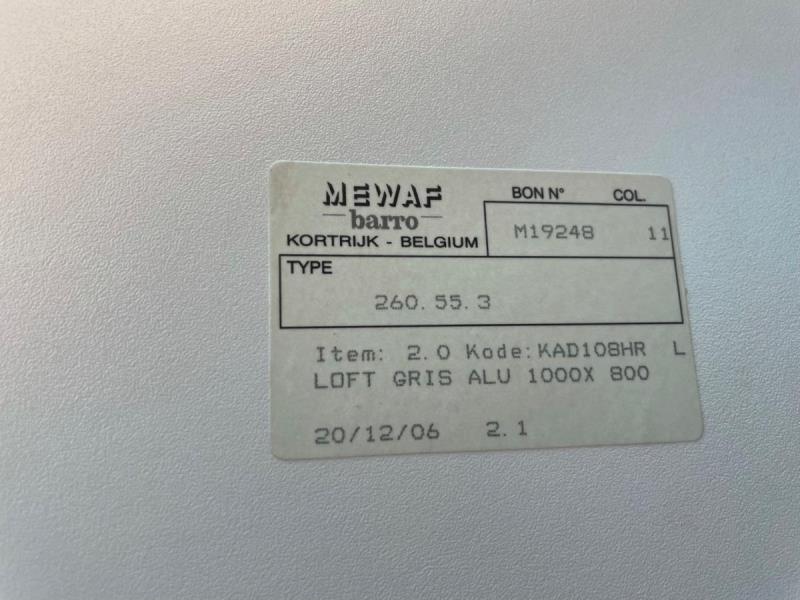 MEWAF
barro
KORTRIJK - BELGIUM
BON N° COL.
M19248 11
TYPE
260.55.3
Item: 2.0 Kode:KAD108HR L
LOFT GRIS ALU 1000X 800
20/12/06 2.1